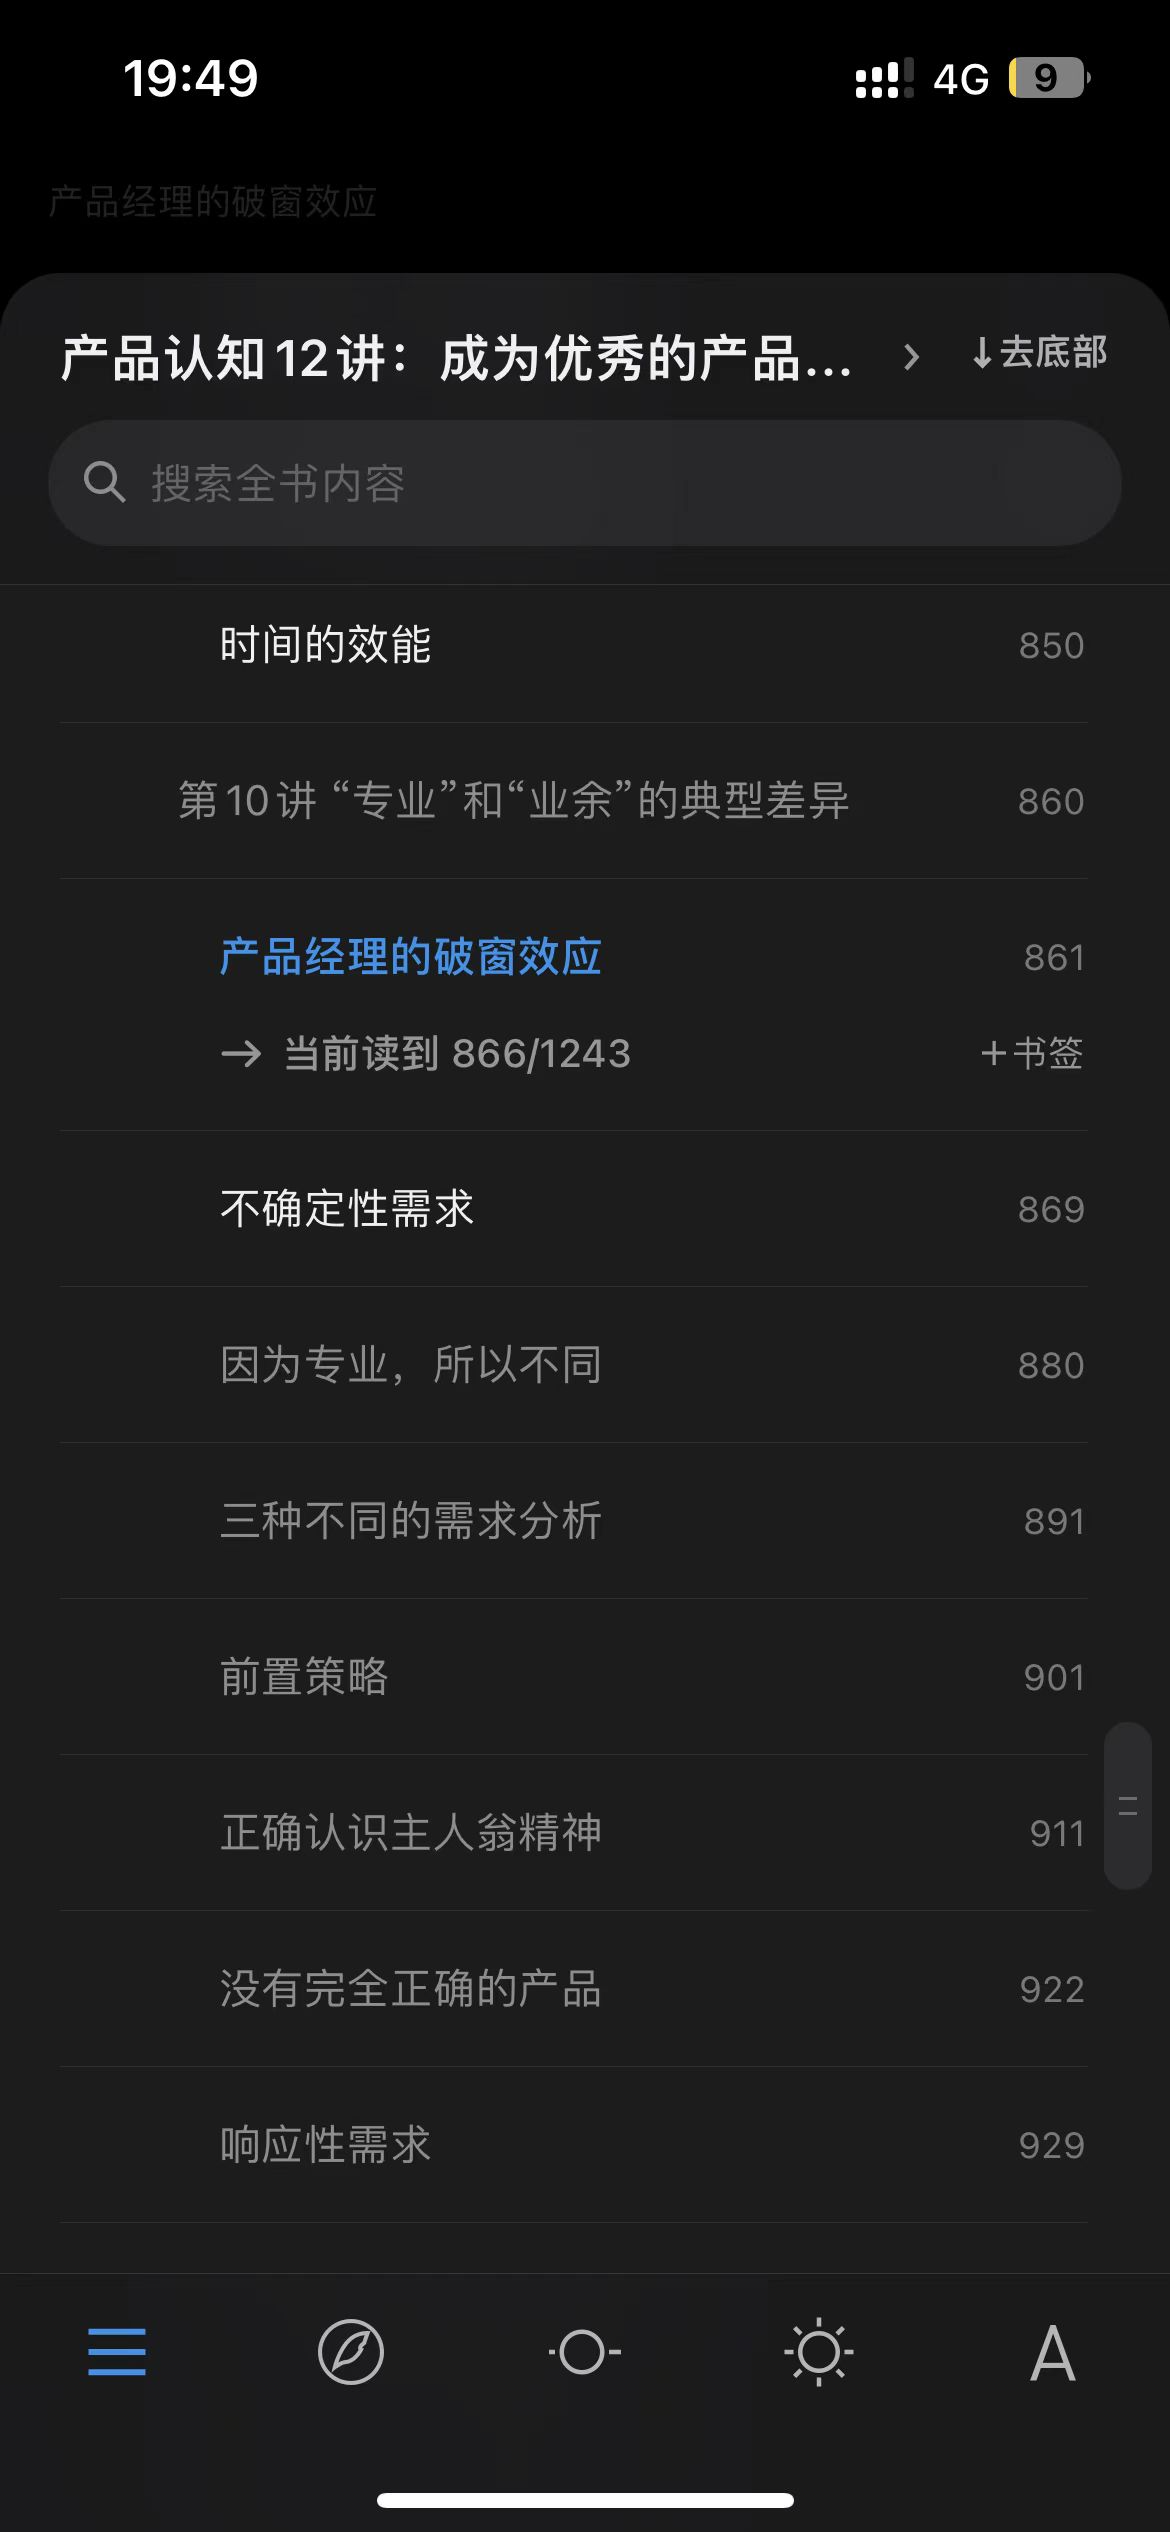 19:49
4G 9
产品经理的破窗效应
产品认知12讲：成为优秀的产品... > ↓去底部
搜索全书内容
时间的效能 850
第10讲 “专业”和“业余”的典型差异 860
产品经理的破窗效应 861
→ 当前读到 866/1243 +书签
不确定性需求 869
因为专业，所以不同 880
三种不同的需求分析 891
前置策略 901
正确认识主人翁精神 911
没有完全正确的产品 922
响应性需求 929
A